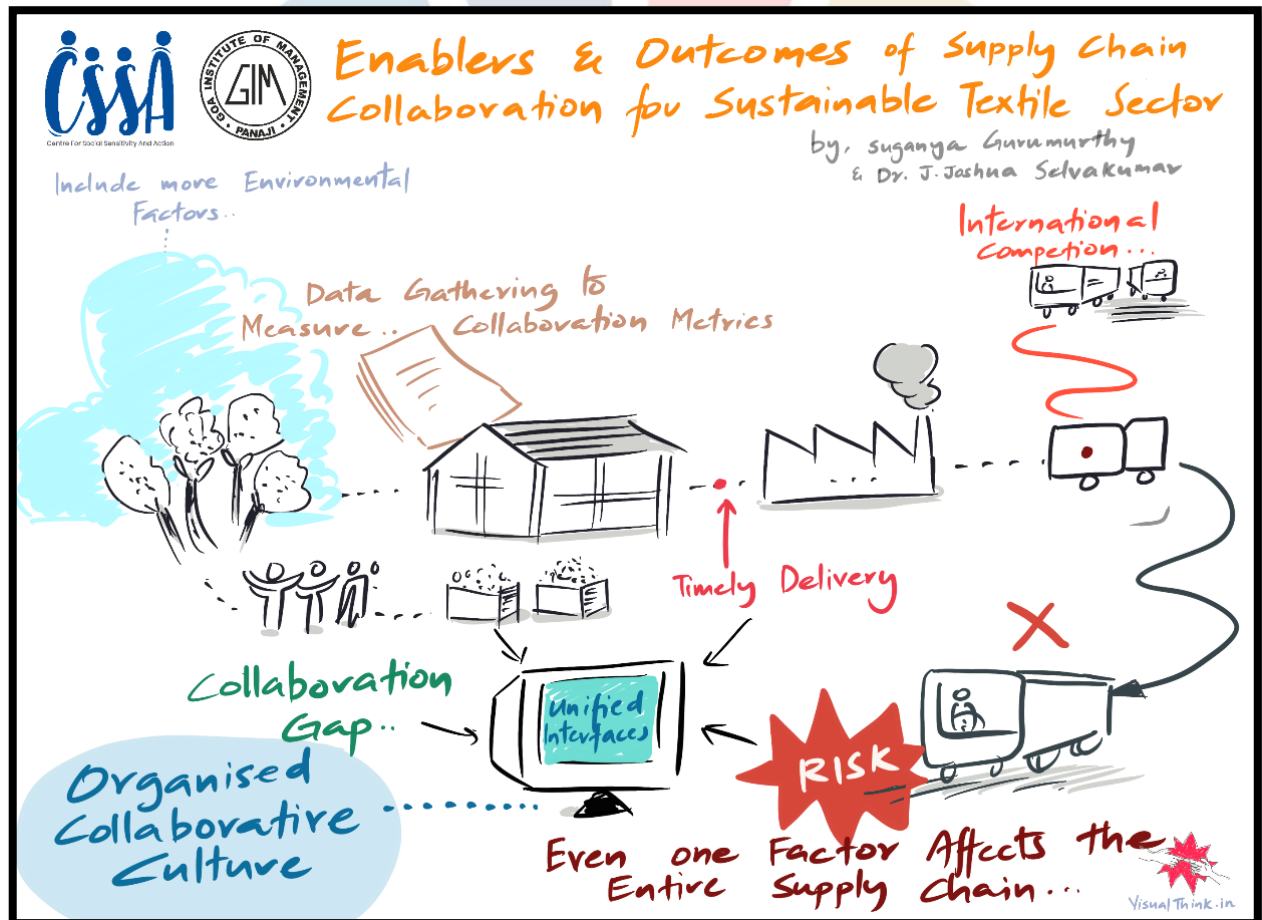 CSSA
Centre For Social Sensitivity And Action
GOA INSTITUTE OF MANAGEMENT
GIM
• PANAJI •
Enablers & Outcomes of Supply Chain
Collaboration for Sustainable Textile Sector
by, Suganya Gurumurthy
& Dr. J. Joshua Selvakumar
Include more Environmental
Factors..
International
Competion...
Data Gathering to
Measure.. Collaboration Metrics
Timely Delivery
Collaboration
Gap..
Unified
Interfaces
RISK
Organised
Collaborative
Culture
Even one Factor Affects the
Entire Supply Chain...
VisualThink.in